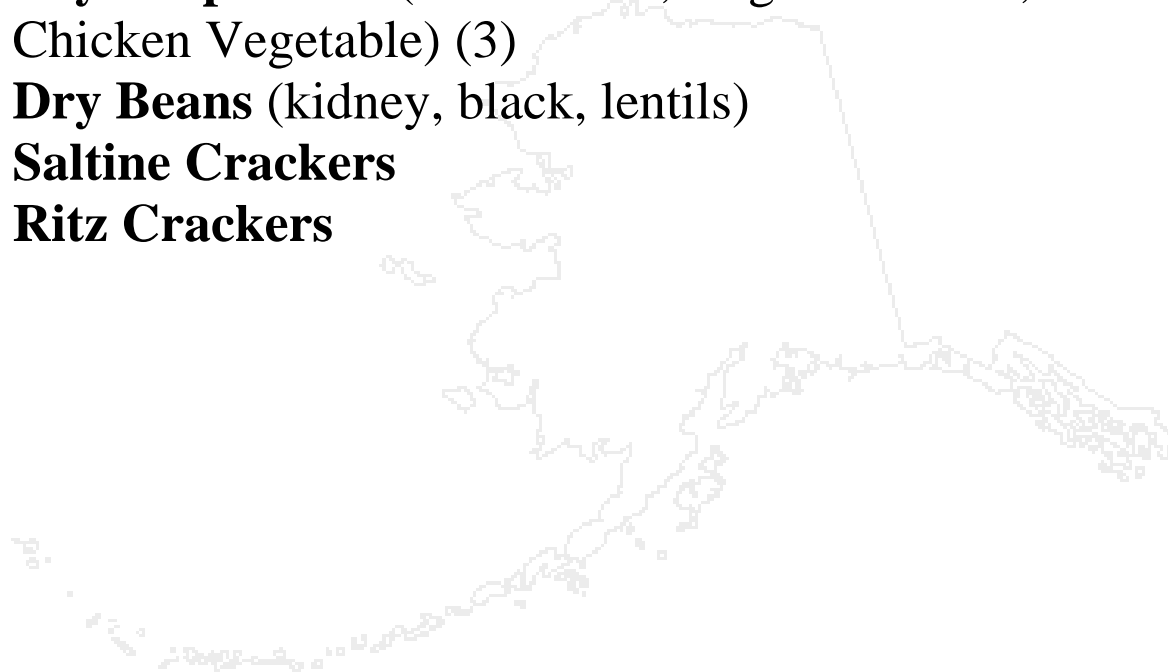 Chicken Vegetable) (3)
Dry Beans (kidney, black, lentils)
Saltine Crackers
Ritz Crackers